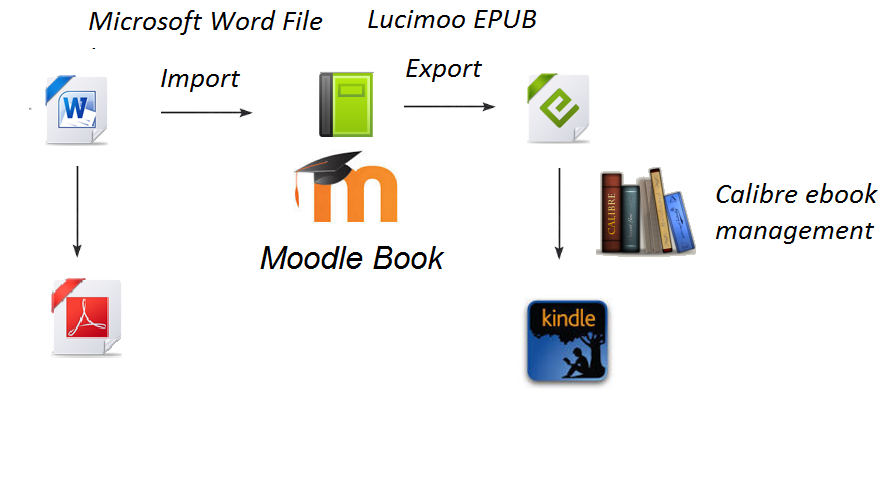 Microsoft Word File
Lucimoo EPUB
Import
Export
W
e
CALIBRE
Calibre ebook
management
m
Moodle Book
kindle